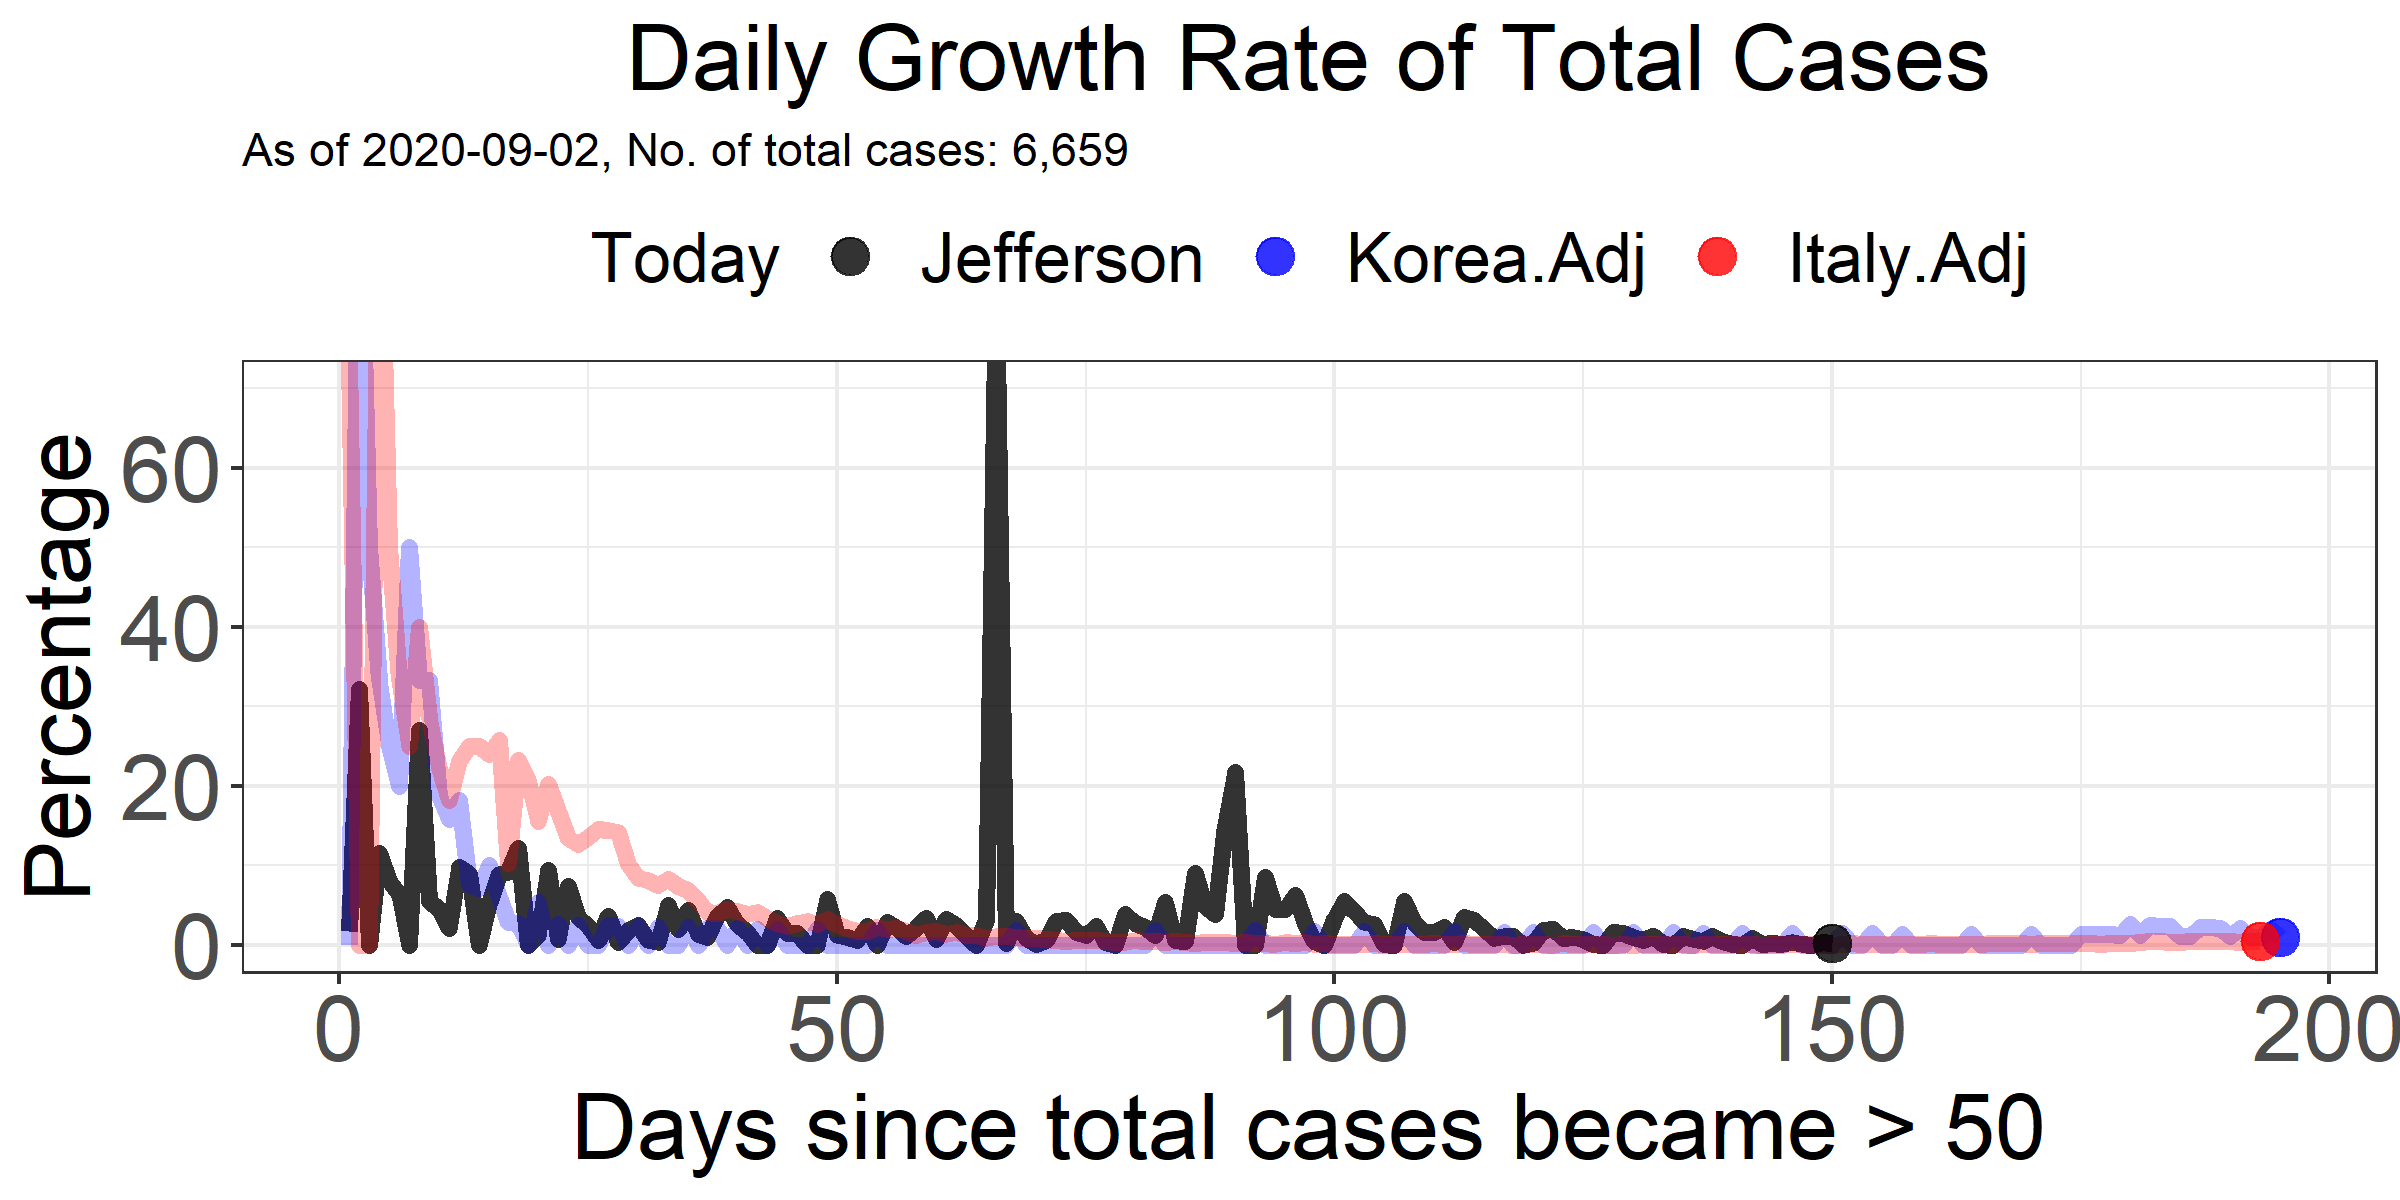 Daily Growth Rate of Total Cases
As of 2020-09-02, No. of total cases: 6,659
Today Jefferson Korea.Adj Italy.Adj
Percentage
60
40
20
0
0 50 100 150 200
Days since total cases became > 50